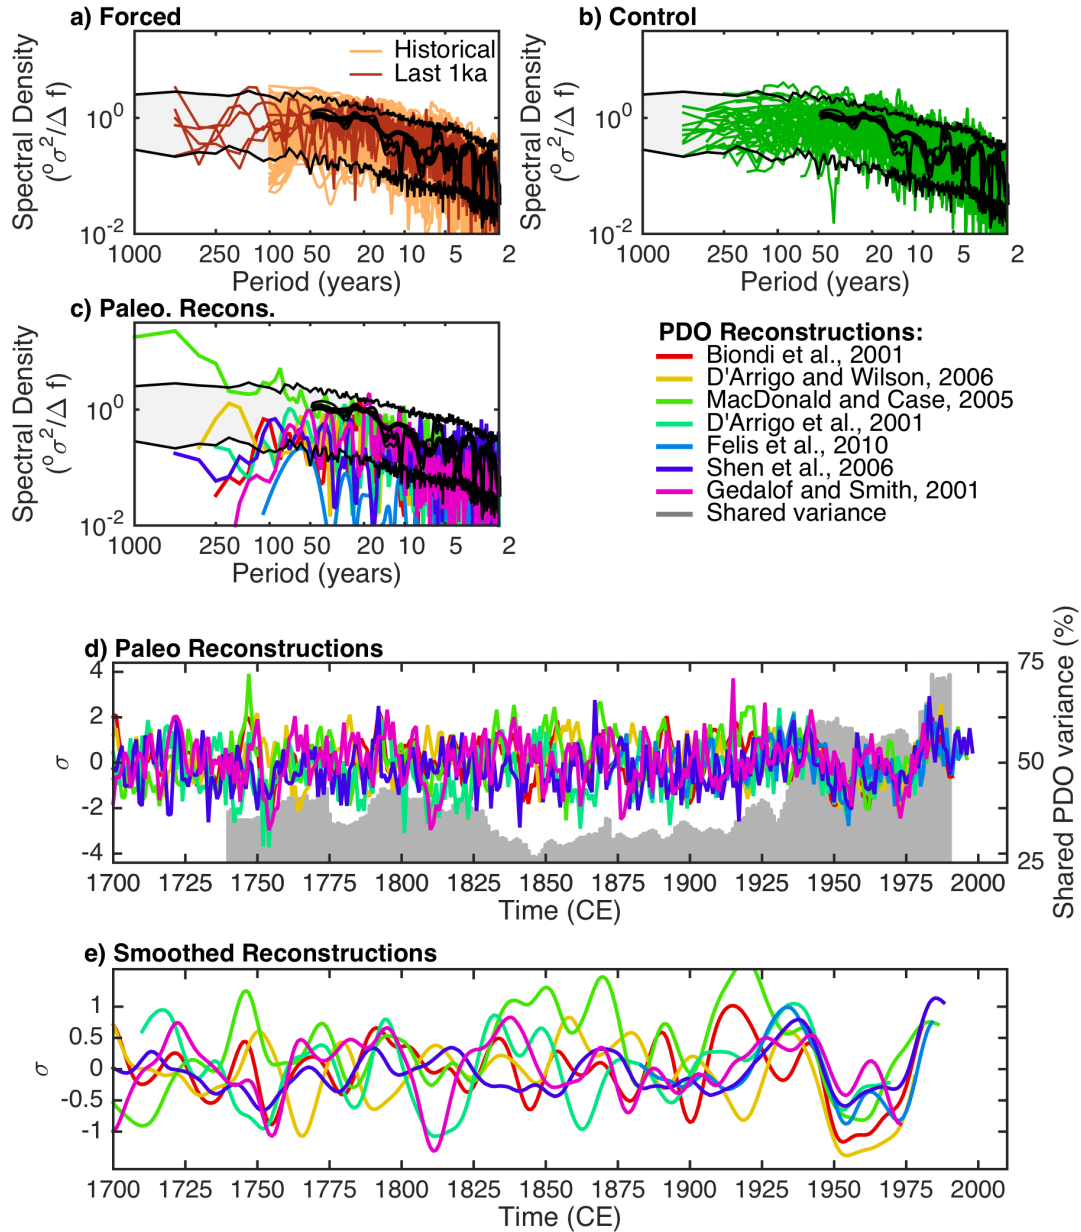 a) Forced
b) Control
Spectral Density
(°σ²/Δ f)
10⁰
10⁻²
Historical
Last 1ka
1000 250 100 50 20 10 5 2
Period (years)
Spectral Density
(°σ²/Δ f)
10⁰
10⁻²
1000 250 100 50 20 10 5 2
Period (years)
c) Paleo. Recons.
Spectral Density
(°σ²/Δ f)
10⁰
10⁻²
1000 250 100 50 20 10 5 2
Period (years)
PDO Reconstructions:
Biondi et al., 2001
D'Arrigo and Wilson, 2006
MacDonald and Case, 2005
D'Arrigo et al., 2001
Felis et al., 2010
Shen et al., 2006
Gedalof and Smith, 2001
Shared variance
d) Paleo Reconstructions
σ
4
2
0
-2
-4
75
50
25
Shared PDO variance (%)
1700 1725 1750 1775 1800 1825 1850 1875 1900 1925 1950 1975 2000
Time (CE)
e) Smoothed Reconstructions
σ
1
0.5
0
-0.5
-1
1700 1725 1750 1775 1800 1825 1850 1875 1900 1925 1950 1975 2000
Time (CE)